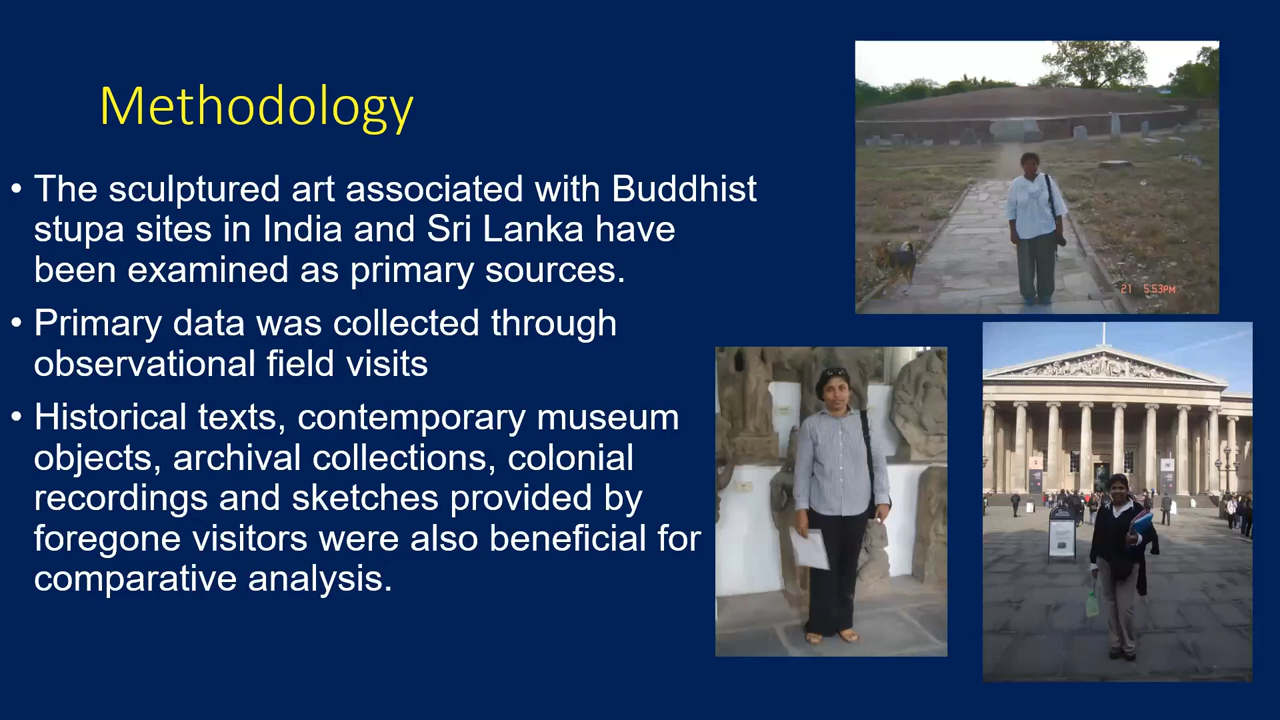 Methodology
• The sculptured art associated with Buddhist
stupa sites in India and Sri Lanka have
been examined as primary sources.
• Primary data was collected through
observational field visits
• Historical texts, contemporary museum
objects, archival collections, colonial
recordings and sketches provided by
foregone visitors were also beneficial for
comparative analysis.
21 5:53PM